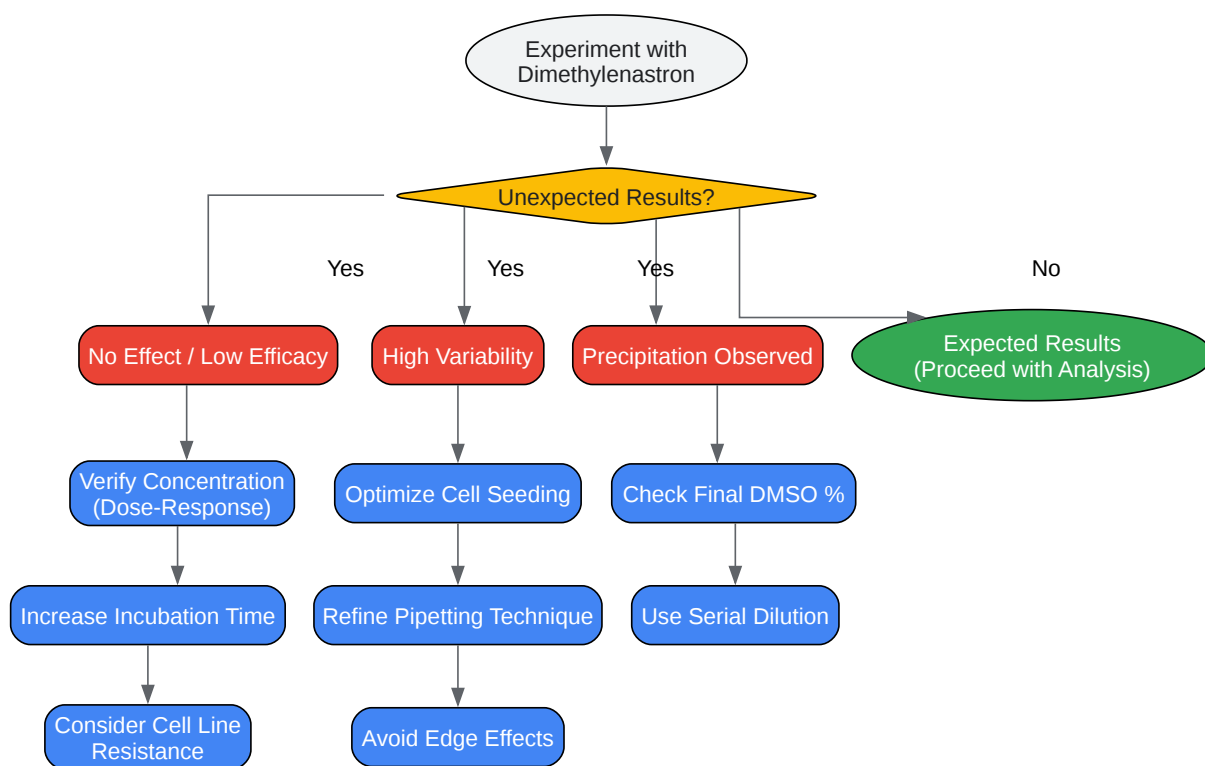 Experiment with
Dimethylenastron
Unexpected Results?
Yes
Yes
Yes
No
No Effect / Low Efficacy
High Variability
Precipitation Observed
Expected Results
(Proceed with Analysis)
Verify Concentration
(Dose-Response)
Optimize Cell Seeding
Check Final DMSO %
Increase Incubation Time
Refine Pipetting Technique
Use Serial Dilution
Consider Cell Line
Resistance
Avoid Edge Effects